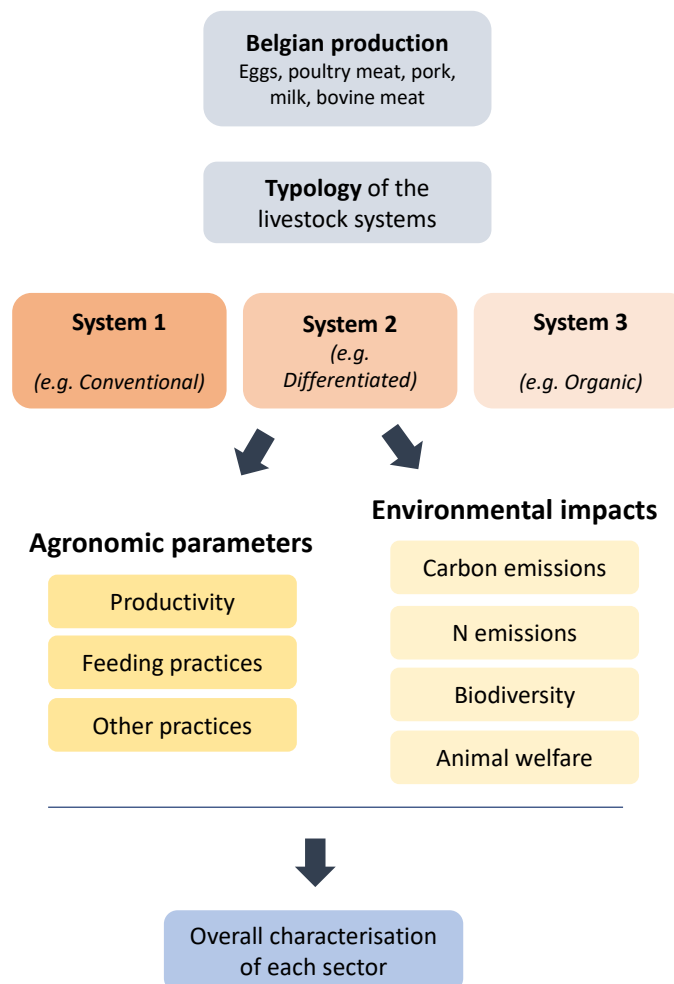 Belgian production
Eggs, poultry meat, pork,
milk, bovine meat
Typology of the
livestock systems
System 1
(e.g. Conventional)
System 2
(e.g.
Differentiated)
System 3
(e.g. Organic)
Agronomic parameters
Productivity
Feeding practices
Other practices
Environmental impacts
Carbon emissions
N emissions
Biodiversity
Animal welfare
Overall characterisation
of each sector